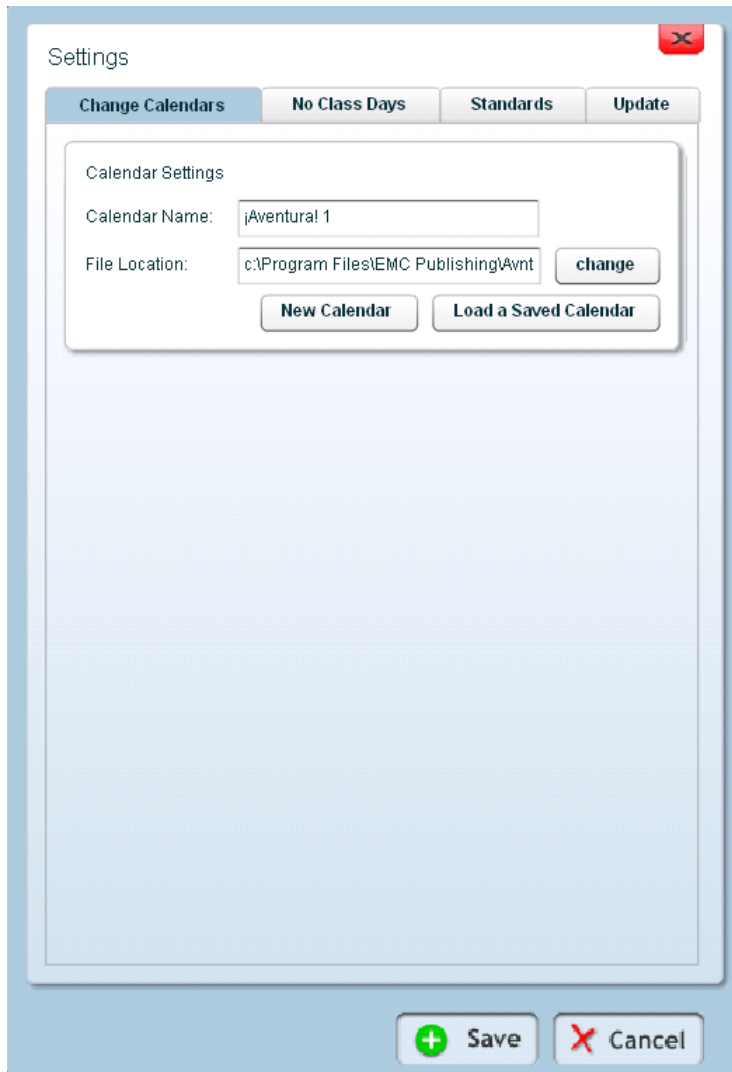 Settings
Change Calendars No Class Days Standards Update
Calendar Settings
Calendar Name: ¡Aventura! 1
File Location: c:\Program Files\EMC Publishing\Avnt change
New Calendar Load a Saved Calendar
Save Cancel